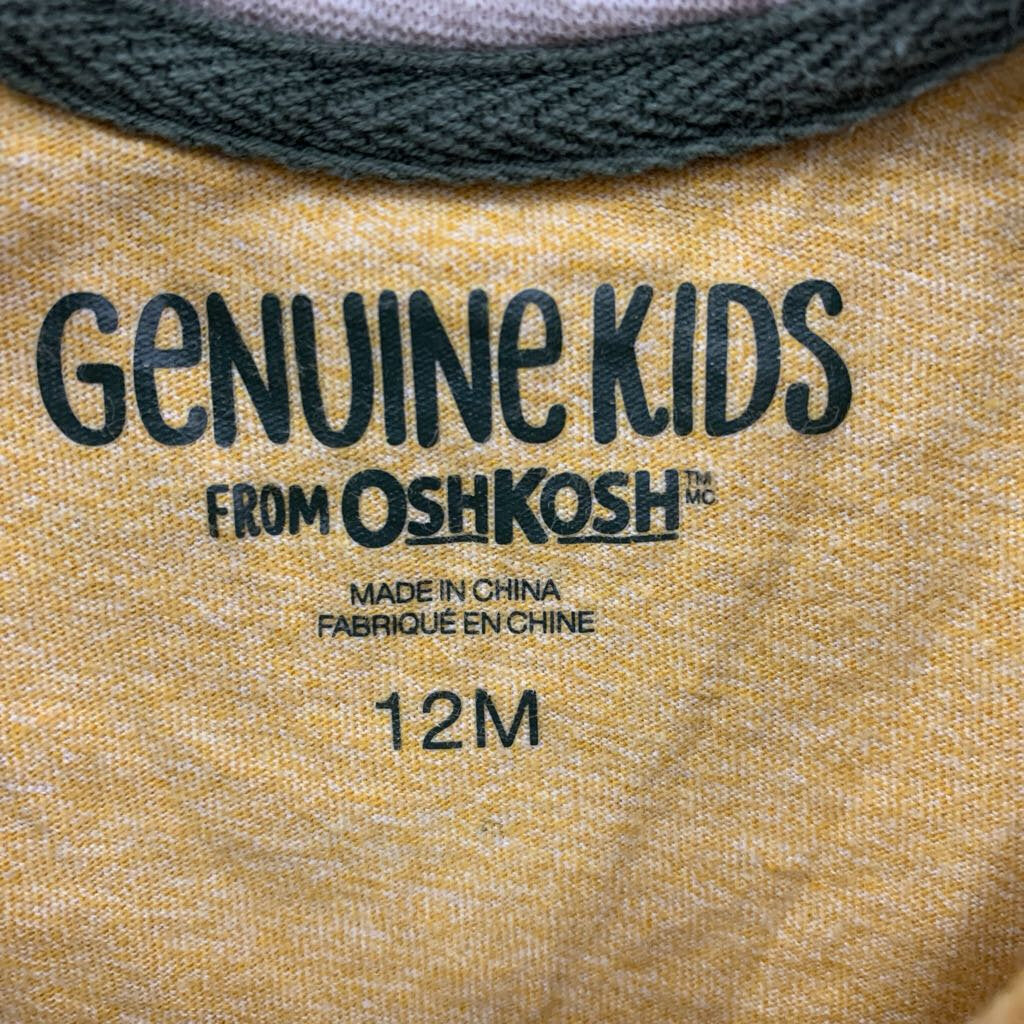 GENUINE KIDS
FROM OSHKOSH ™ MC
MADE IN CHINA
FABRIQUÉ EN CHINE
12M